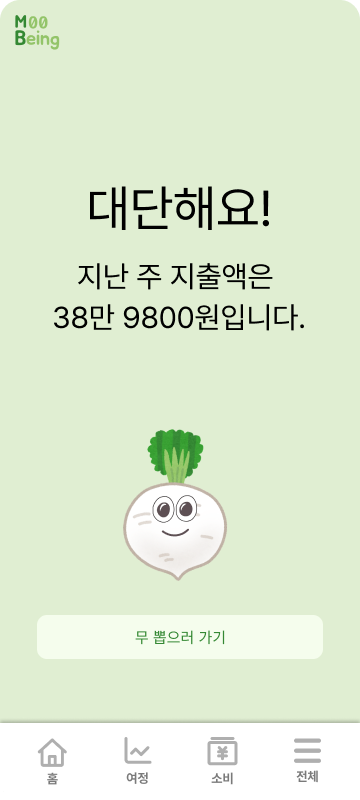 M00
Being
대단해요!
지난 주 지출액은
38만 9800원입니다.
무 뽑으러 가기
홈
여정
소비
전체